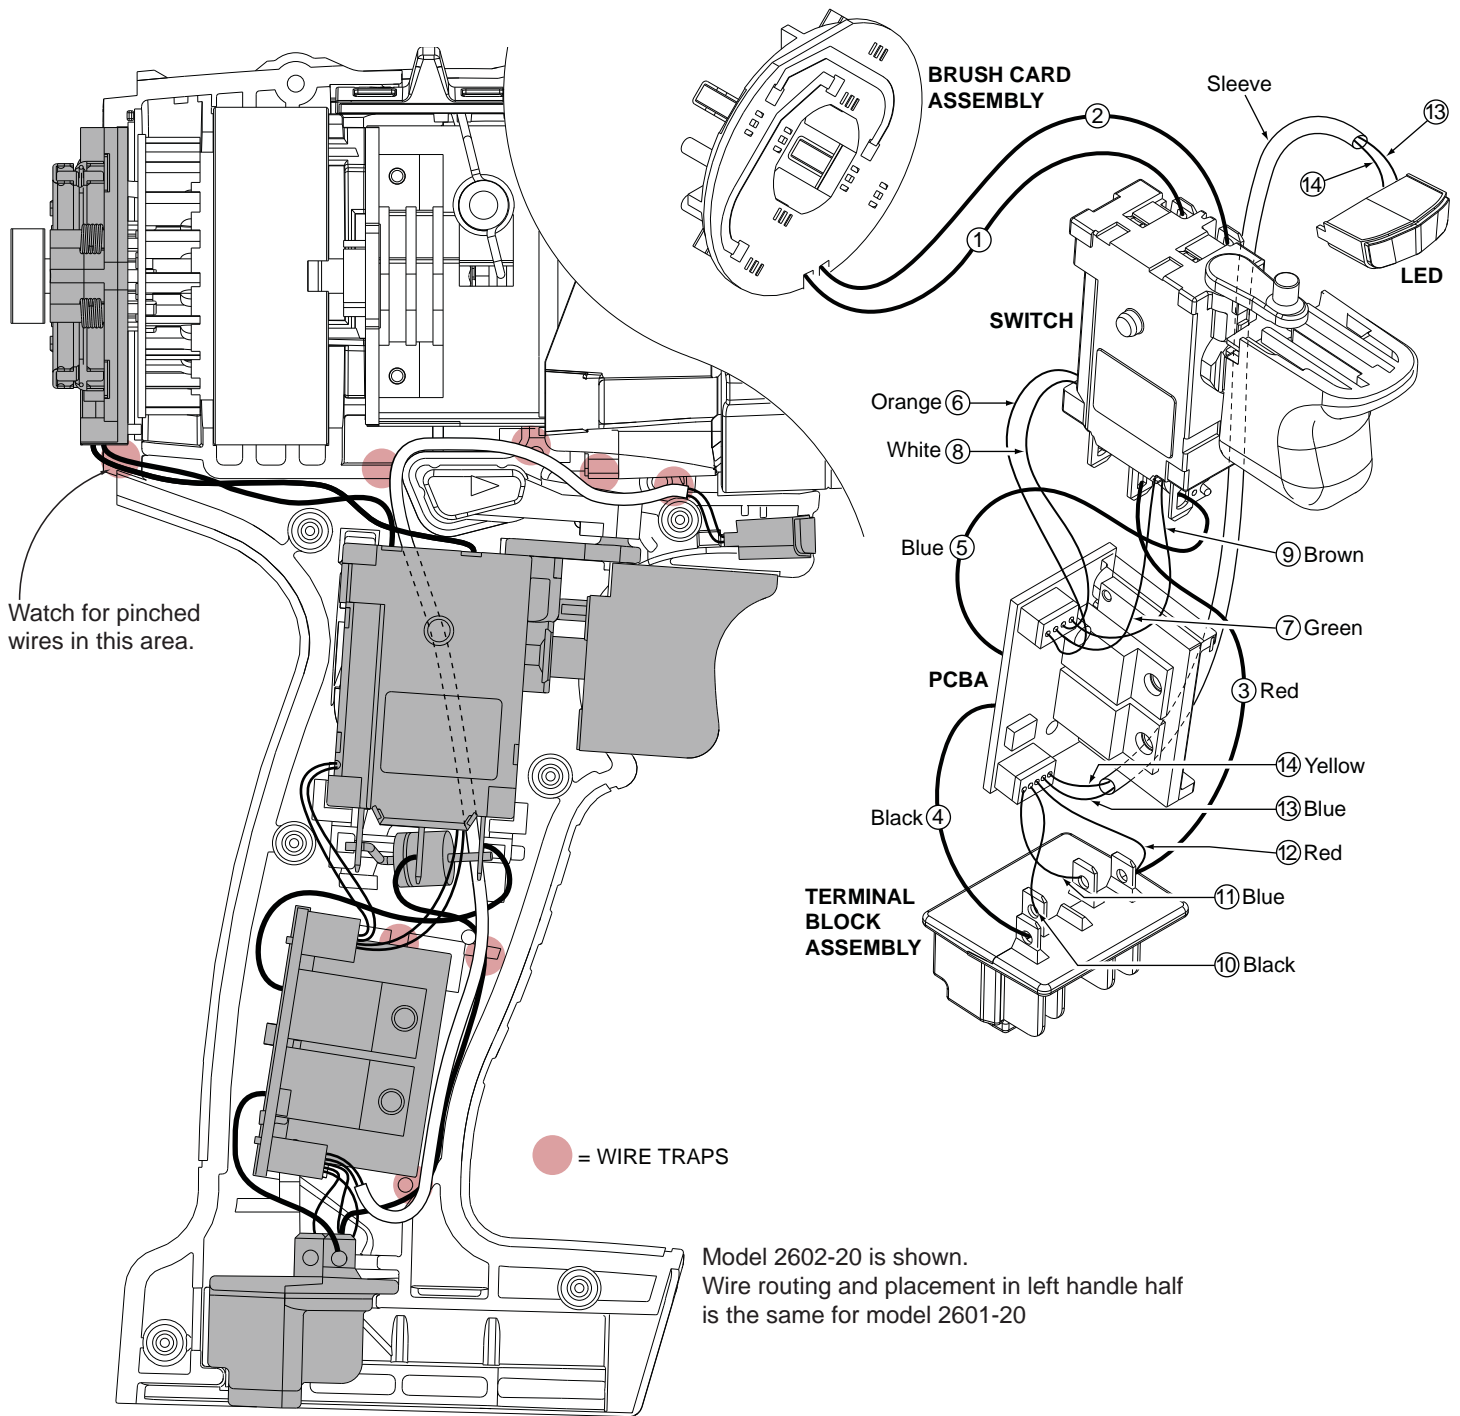 BRUSH CARD
ASSEMBLY
②
①
Sleeve
⑬
⑭
LED
SWITCH
Orange ⑥
White ⑧
Blue ⑤
⑨ Brown
⑦ Green
PCBA
③ Red
⑭ Yellow
⑬ Blue
Black ④
⑫ Red
⑪ Blue
TERMINAL
BLOCK
ASSEMBLY
⑩ Black
Watch for pinched
wires in this area.
= WIRE TRAPS
Model 2602-20 is shown.
Wire routing and placement in left handle half
is the same for model 2601-20